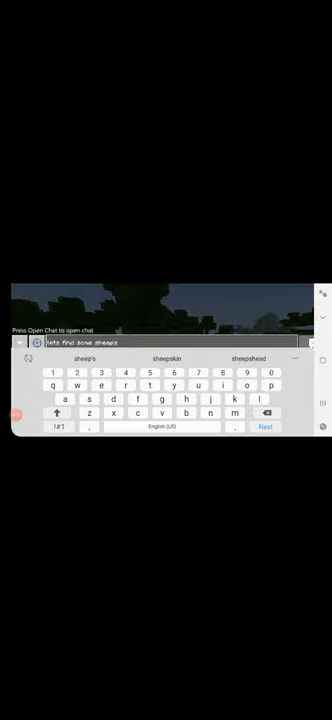 Press Open Chat to open chat
lets find some sheeps
sheep's sheepskin sheepshead
1 2 3 4 5 6 7 8 9 0
q w e r t y u i o p
a s d f g h j k l
z x c v b n m
!#1 , English (US) . Next